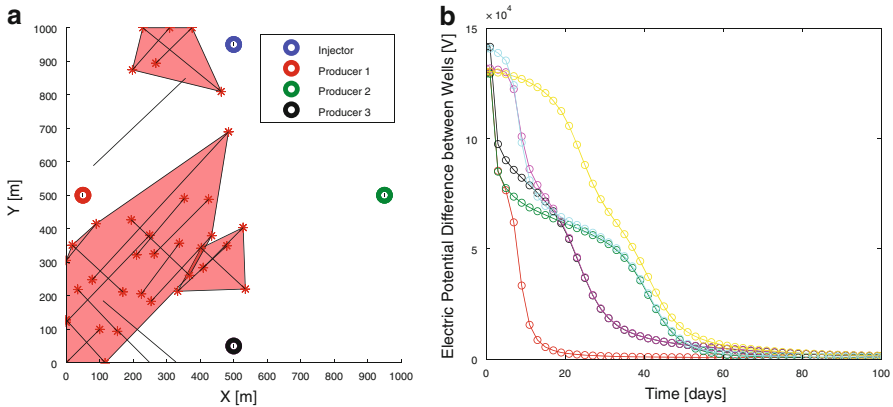 a
1000
900
800
700
600
500
400
300
200
100
0
Y [m]
0 100 200 300 400 500 600 700 800 900 1000
X [m]
Injector
Producer 1
Producer 2
Producer 3
b
× 10⁴
15
10
5
0
Electric Potential Difference between Wells [V]
0 20 40 60 80 100
Time [days]